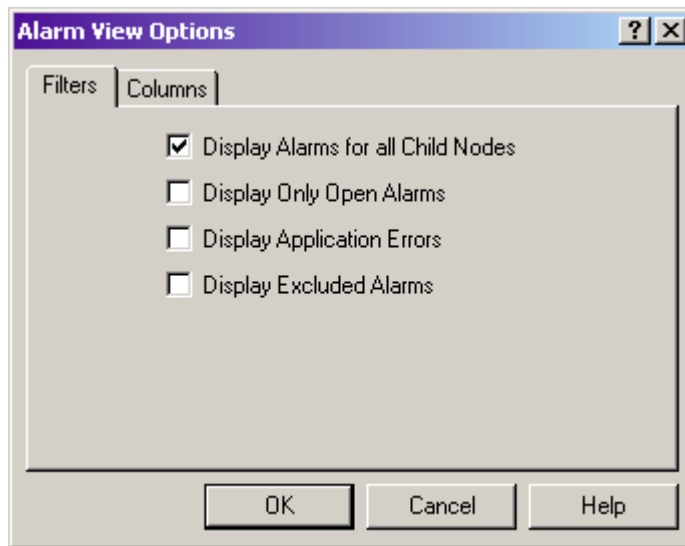 Alarm View Options
Filters
Columns
Display Alarms for all Child Nodes
Display Only Open Alarms
Display Application Errors
Display Excluded Alarms
OK
Cancel
Help